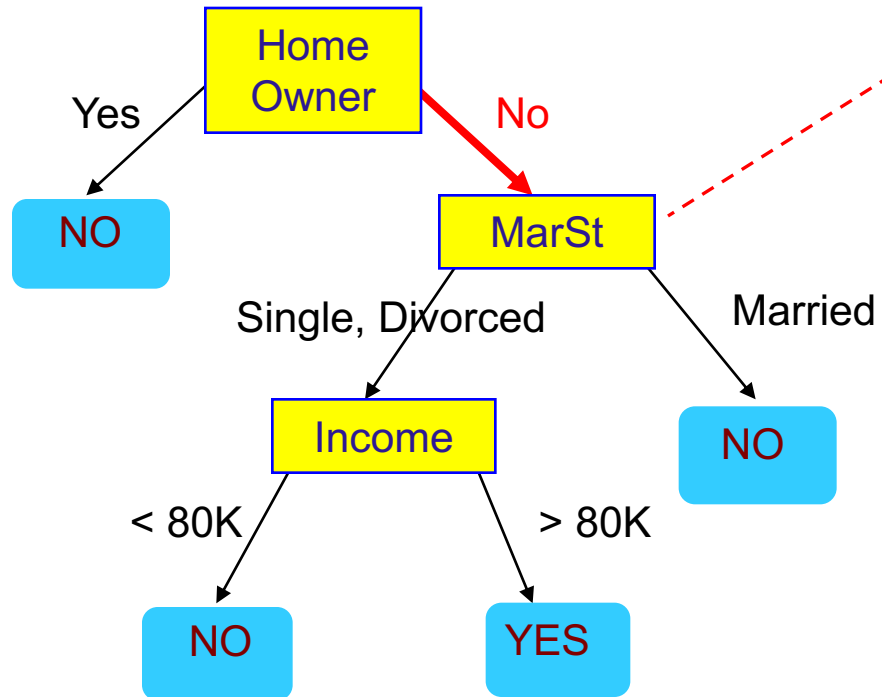 Home
Owner
Yes
No
NO
MarSt
Single, Divorced
Married
Income
NO
< 80K
> 80K
NO
YES